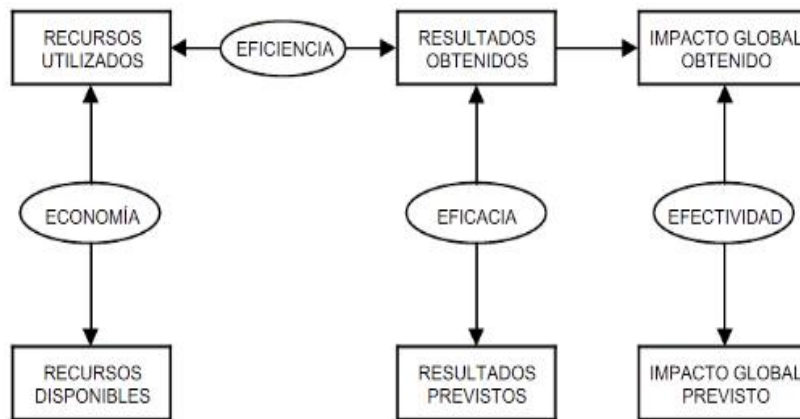 RECURSOS
UTILIZADOS
EFICIENCIA
RESULTADOS
OBTENIDOS
IMPACTO GLOBAL
OBTENIDO
ECONOMÍA
EFICACIA
EFECTIVIDAD
RECURSOS
DISPONIBLES
RESULTADOS
PREVISTOS
IMPACTO GLOBAL
PREVISTO